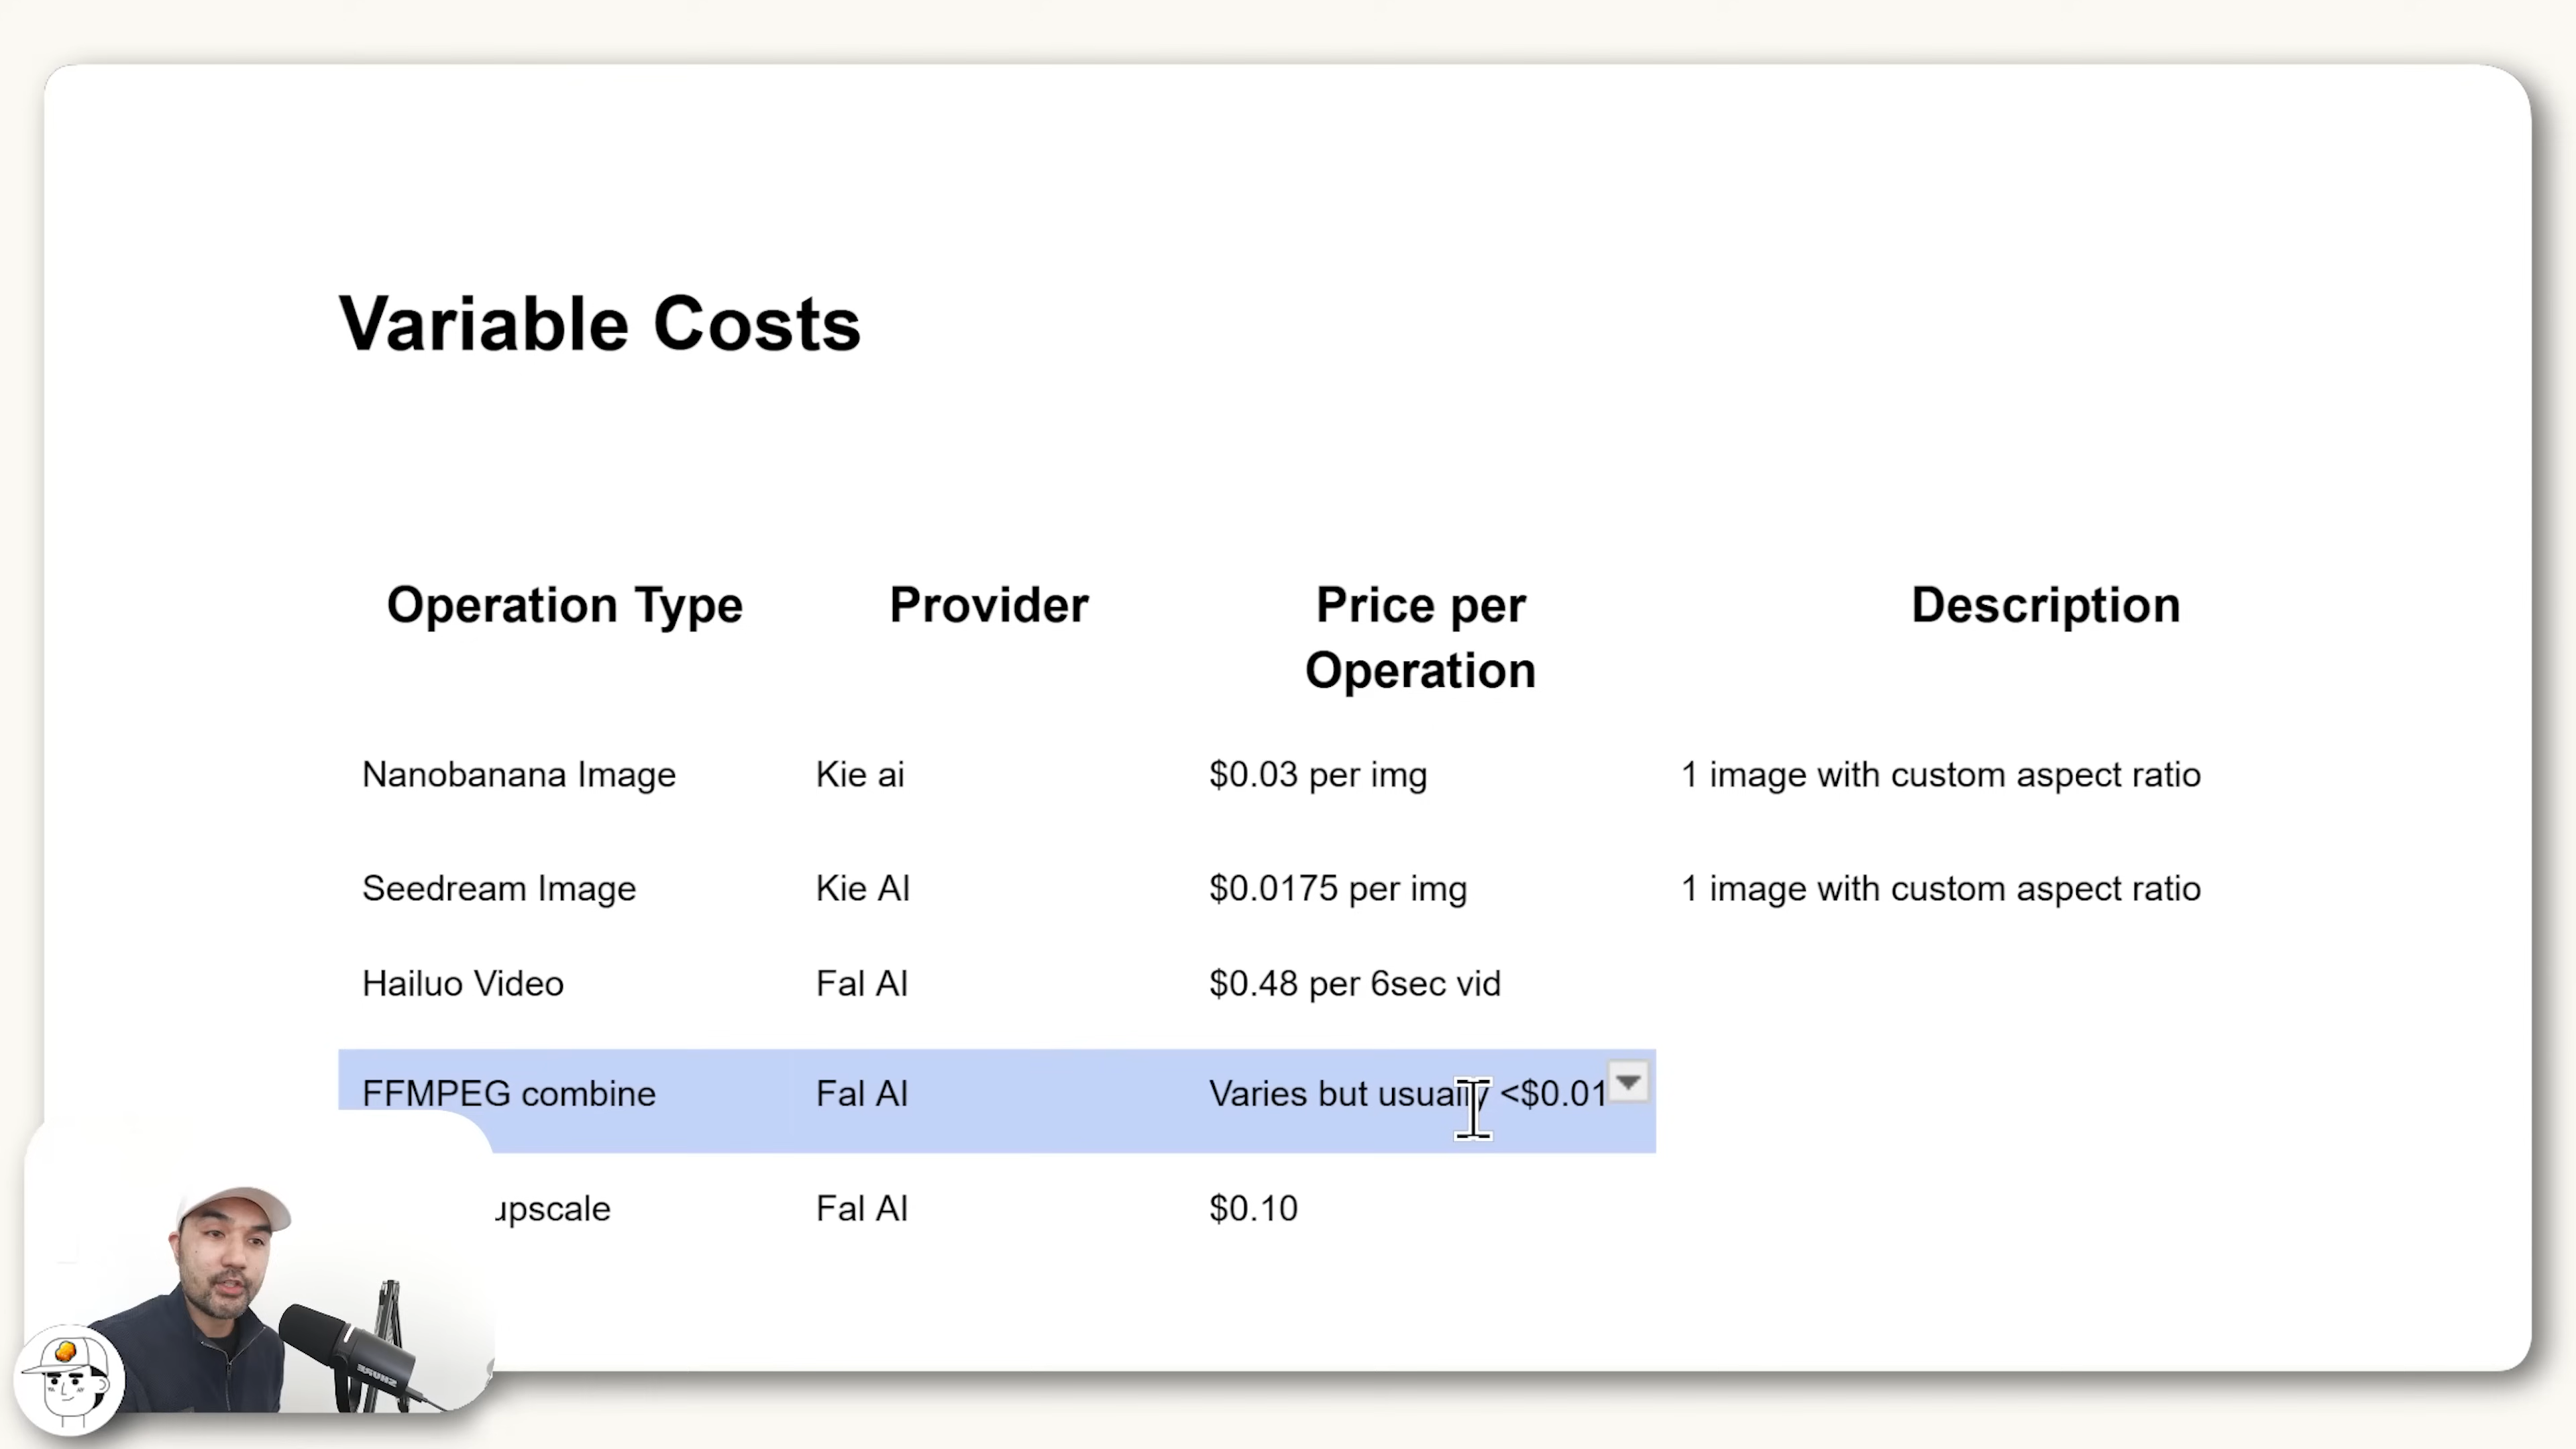 Variable Costs
Operation Type Provider Price per Operation Description
Nanobanana Image Kie ai $0.03 per img 1 image with custom aspect ratio
Seedream Image Kie AI $0.0175 per img 1 image with custom aspect ratio
Hailuo Video Fal AI $0.48 per 6sec vid
FFMPEG combine Fal AI Varies but usually <$0.01
upscale Fal AI $0.10